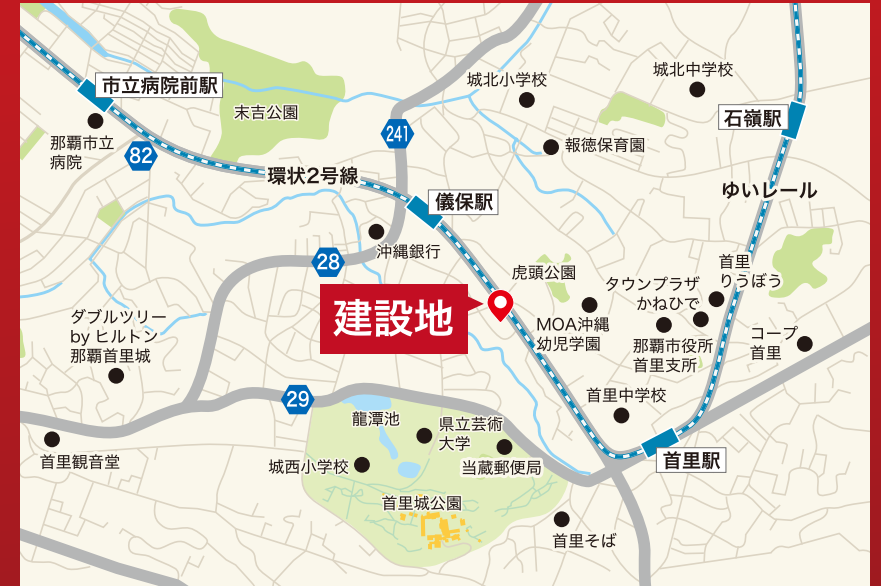 市立病院前駅
那覇市立
病院
82
末吉公園
環状2号線
241
城北小学校
城北中学校
石嶺駅
報徳保育園
ゆいレール
儀保駅
沖縄銀行
28
建設地
虎頭公園
MOA沖縄
幼児学園
タウンプラザ
かねひで
首里
りうぼう
那覇市役所
首里支所
コープ
首里
ダブルツリー
by ヒルトン
那覇首里城
29
首里観音堂
龍潭池
県立芸術
大学
城西小学校
当蔵郵便局
首里中学校
首里駅
首里城公園
首里そば